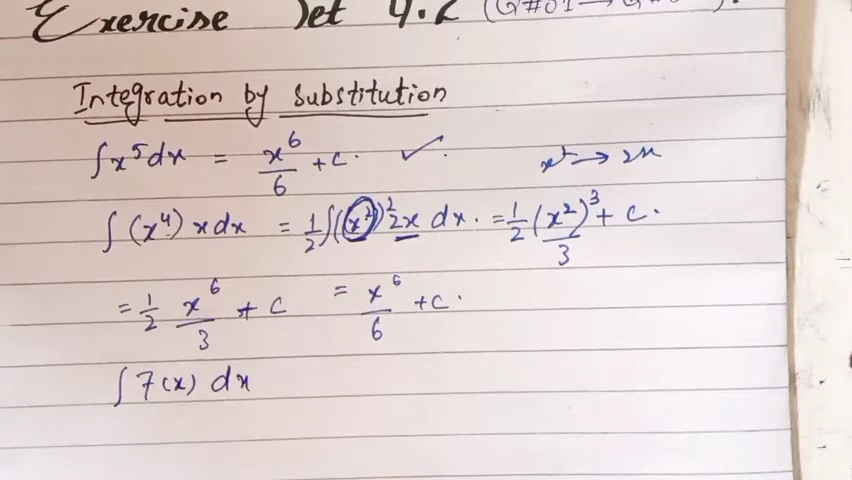 Exercise Set 4.2 (Q#01 →
Integration by substitution
∫x⁵dx = x⁶/6 + c. ✓. x² → 2x
∫(x⁴) x dx = 1/2 ∫(x²)² 2x dx. = 1/2 (x²)³/3 + c.
= 1/2 x⁶/3 + c = x⁶/6 + c.
∫ 7(x) dx